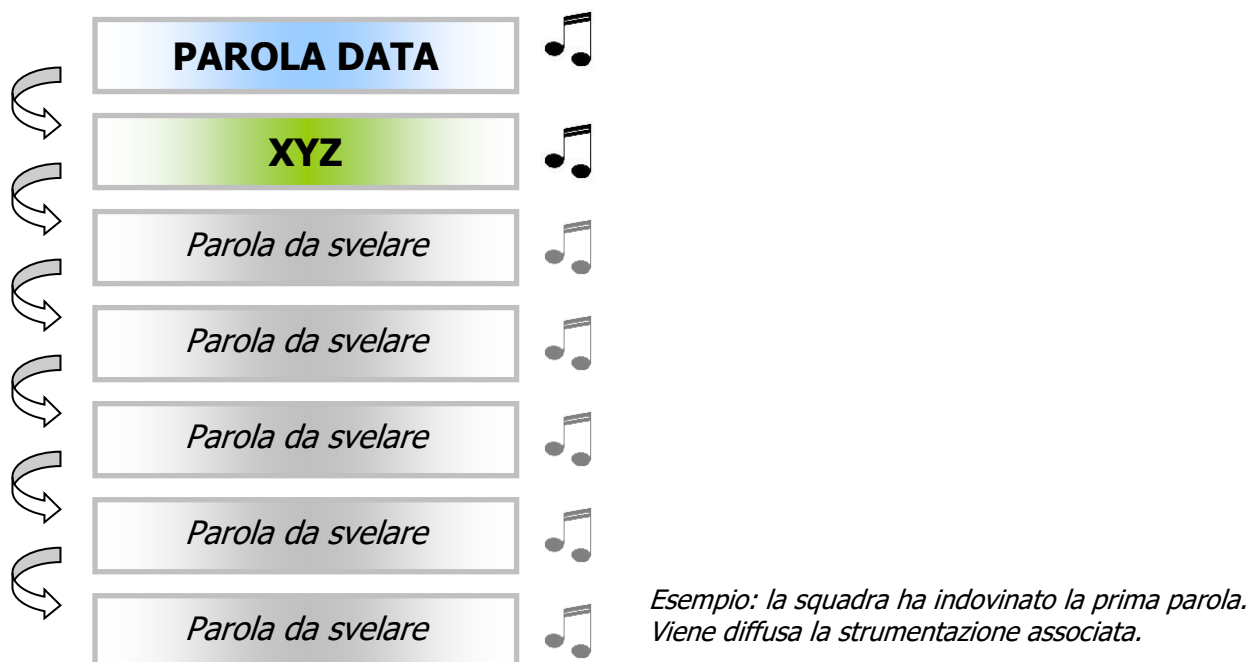 PAROLA DATA
XYZ
Parola da svelare
Parola da svelare
Parola da svelare
Parola da svelare
Parola da svelare
Esempio: la squadra ha indovinato la prima parola.
Viene diffusa la strumentazione associata.